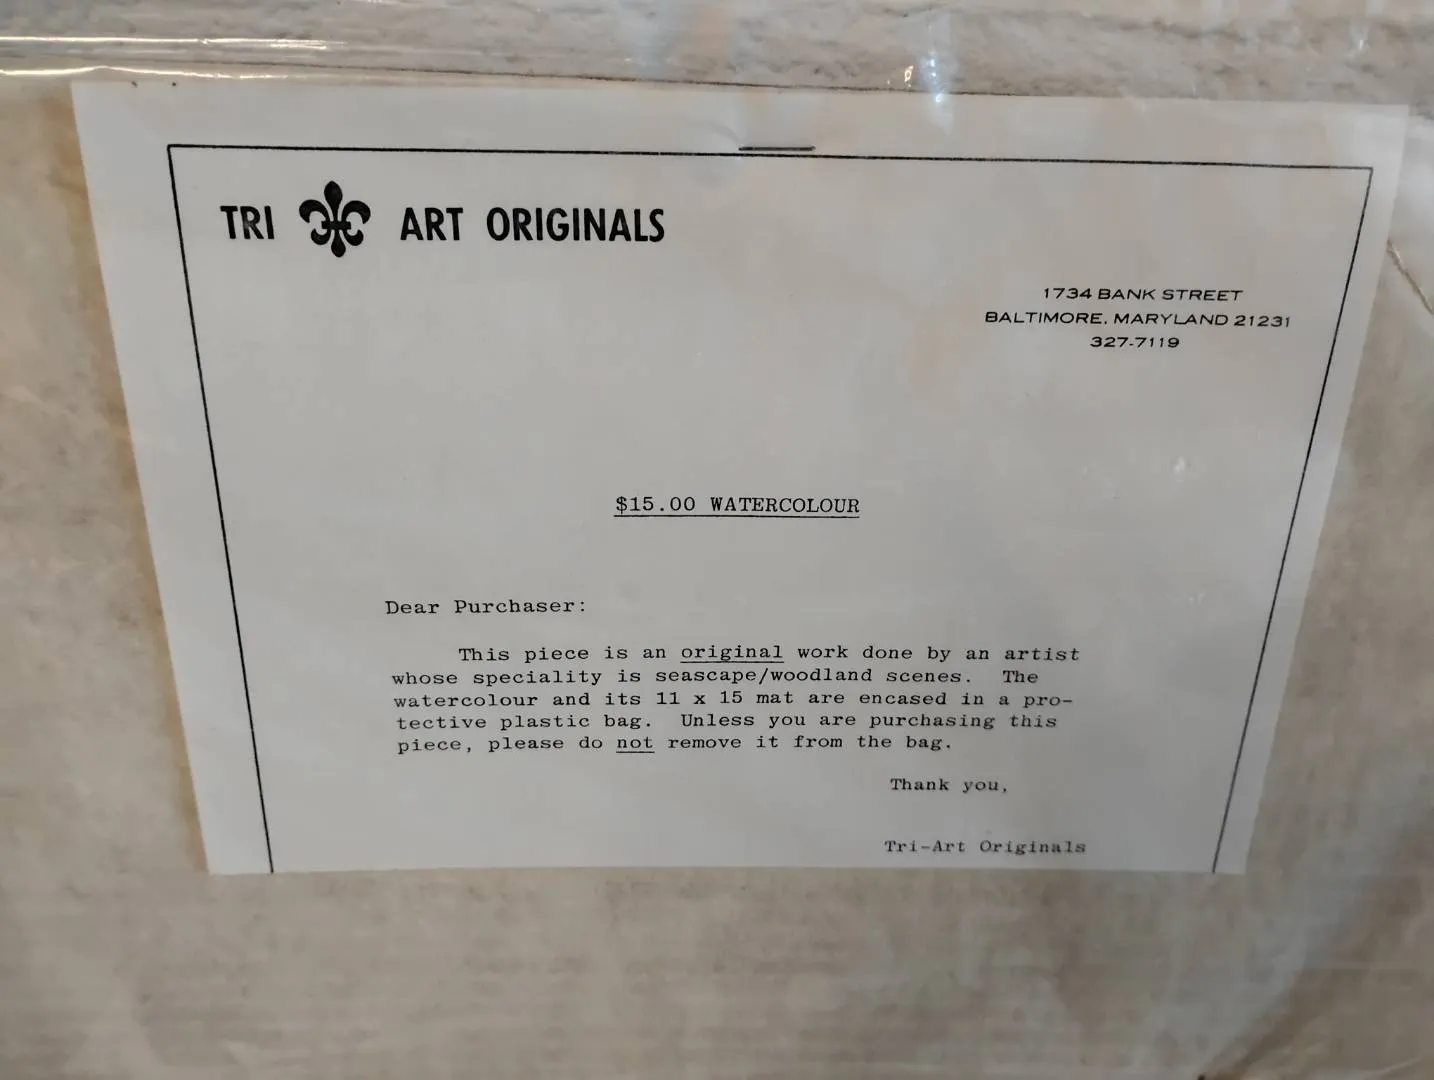 TRI ART ORIGINALS
1734 BANK STREET
BALTIMORE, MARYLAND 21231
327-7119
$15.00 WATERCOLOUR
Dear Purchaser:
This piece is an original work done by an artist
whose speciality is seascape/woodland scenes. The
watercolour and its 11 x 15 mat are encased in a pro-
tective plastic bag. Unless you are purchasing this
piece, please do not remove it from the bag.
Thank you,
Tri-Art Originals